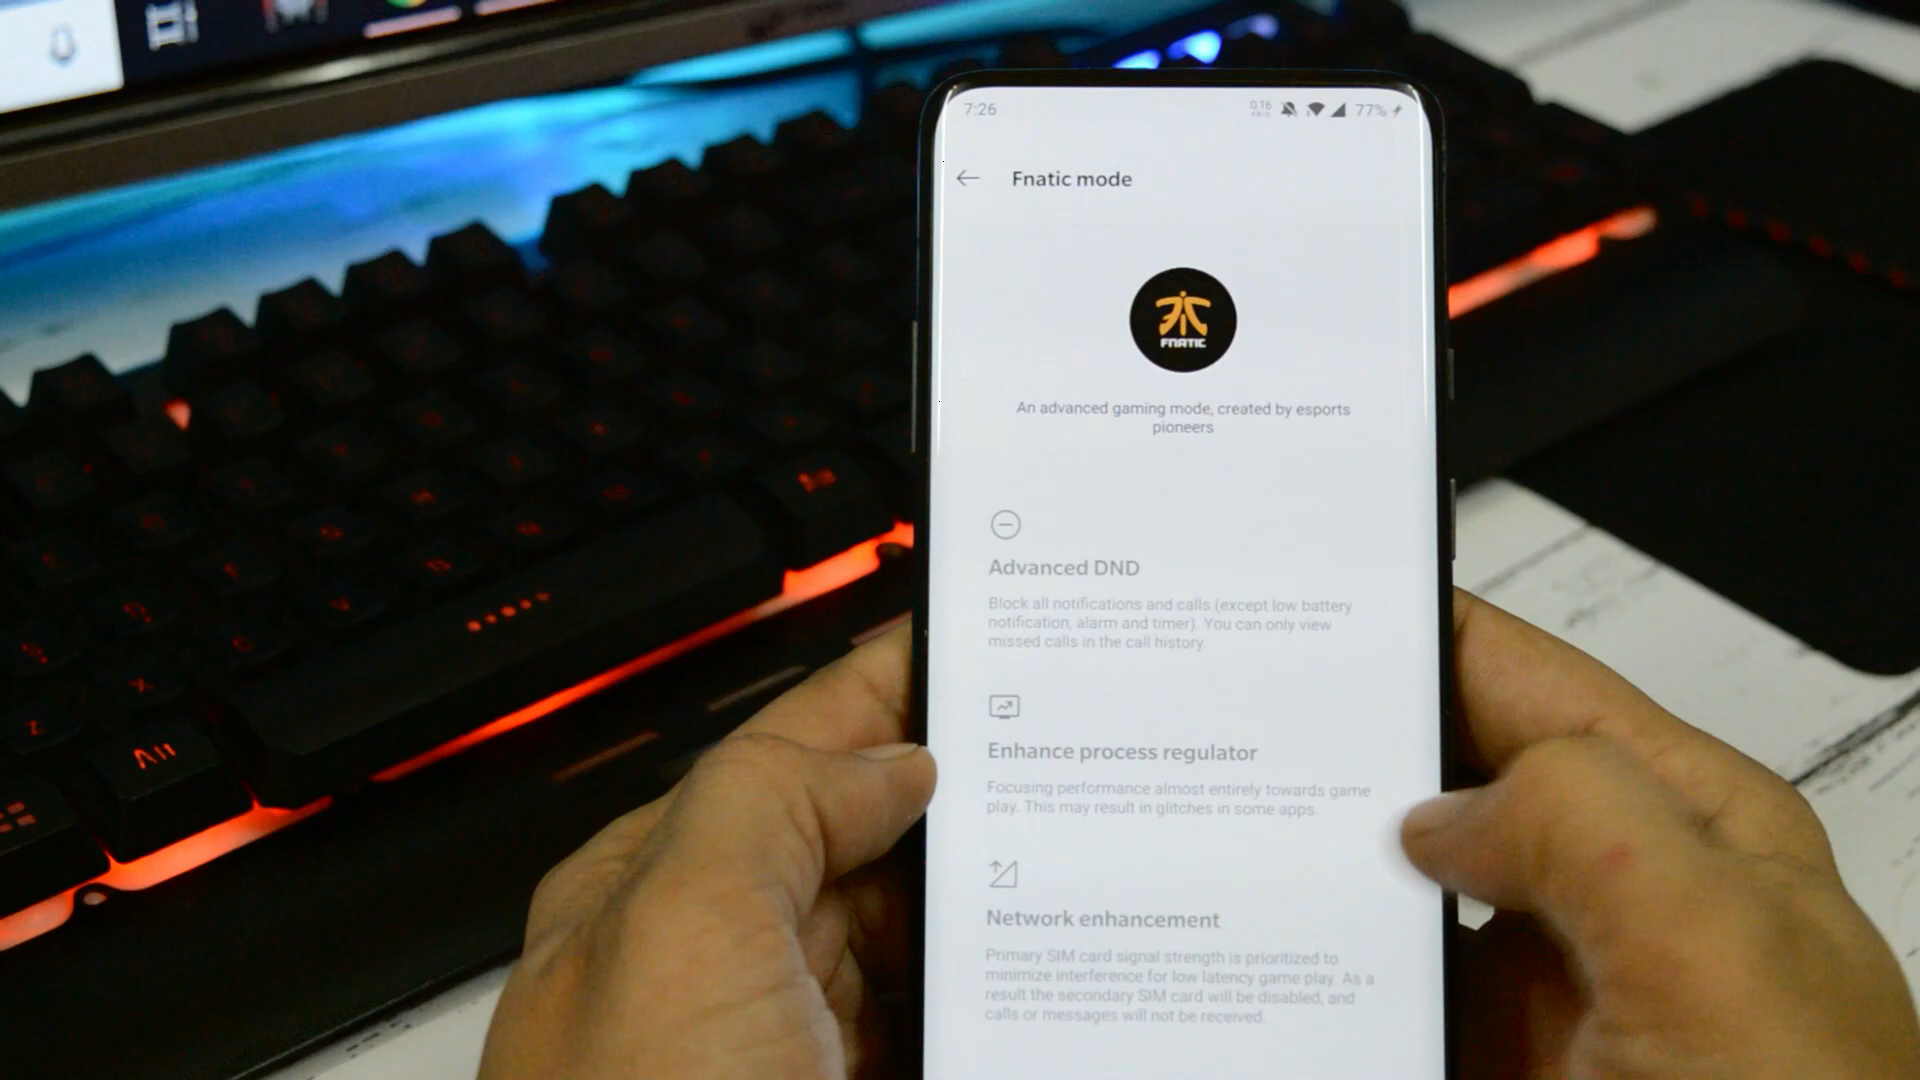 7:26
0.16
77%
Fnatic mode
FNATIC
An advanced gaming mode, created by esports
pioneers
Advanced DND
Block all notifications and calls (except low battery
notification, alarm and timer). You can only view
missed calls in the call history
Enhance process regulator
Focusing performance almost entirely towards game
play. This may result in glitches in some apps.
Network enhancement
Primary SIM card signal strength is prioritized to
minimize interference for low latency game play. As a
result the secondary SIM card will be disabled, and
calls or messages will not be received.